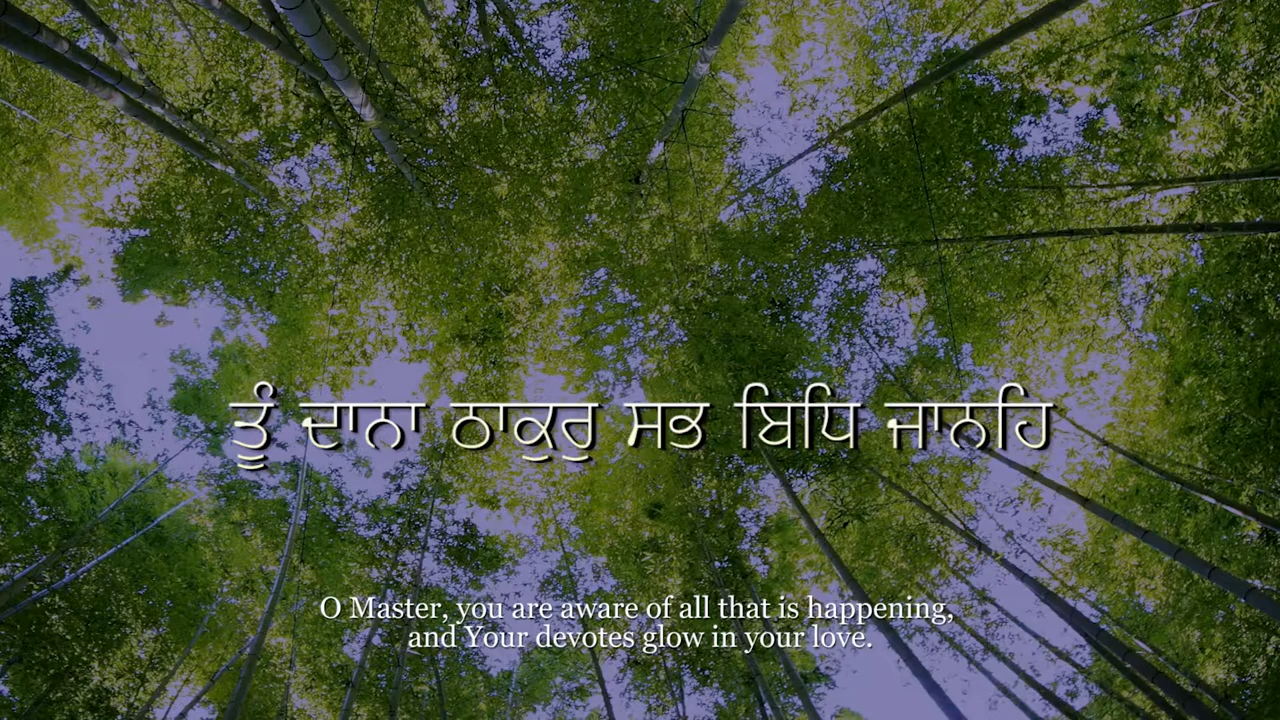 ਤੂੰ ਦਾਨਾ ਠਾਕੁਰੁ ਸਭ ਬਿਧਿ ਜਾਨਹਿ
O Master, you are aware of all that is happening,
and Your devotes glow in your love.